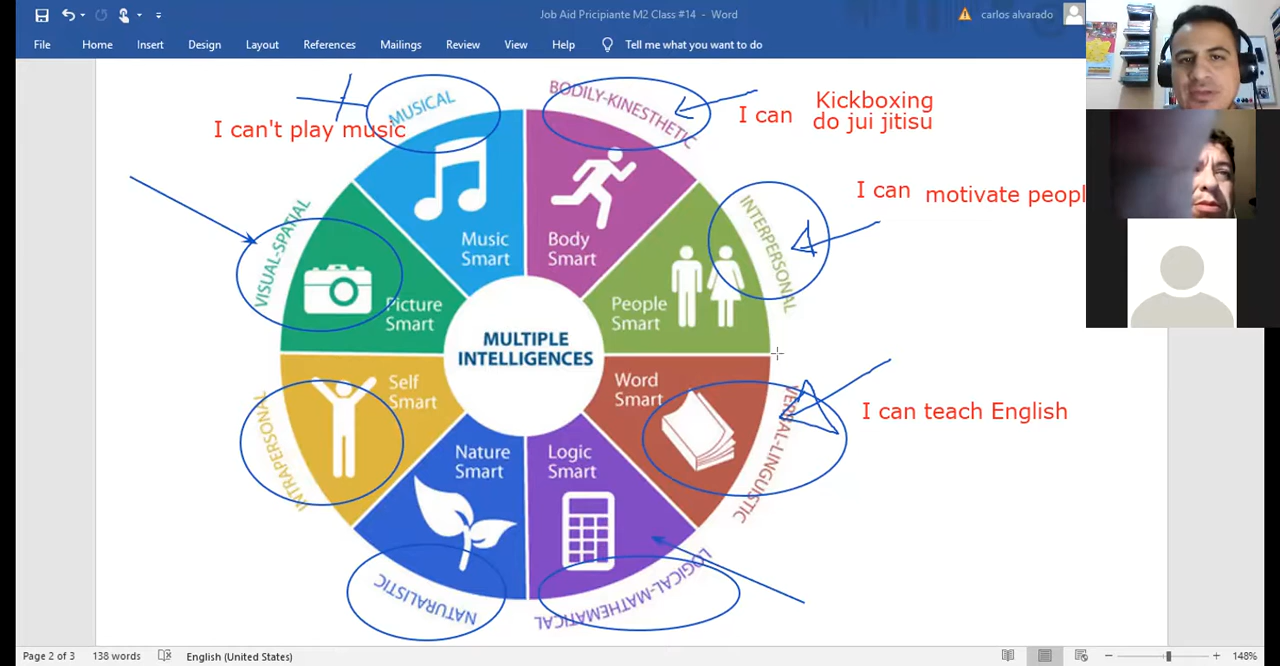 Job Aid Pricipiante M2 Class #14 - Word
carlos alvarado
File Home Insert Design Layout References Mailings Review View Help Tell me what you want to do
MUSICAL
BODILY-KINESTHETIC
I can't play music
I can
Kickboxing
do jui jitisu
I can motivate peopl
VISUAL-SPATIAL
INTERPERSONAL
Music
Smart
Body
Smart
Picture
Smart
People
Smart
MULTIPLE
INTELLIGENCES
Self
Smart
Word
Smart
I can teach English
INTRAPERSONAL
VERBAL-LINGUISTIC
Nature
Smart
Logic
Smart
NATURALISTIC
LOGICAL-MATHEMATICAL
Page 2 of 3 138 words English (United States) 148%